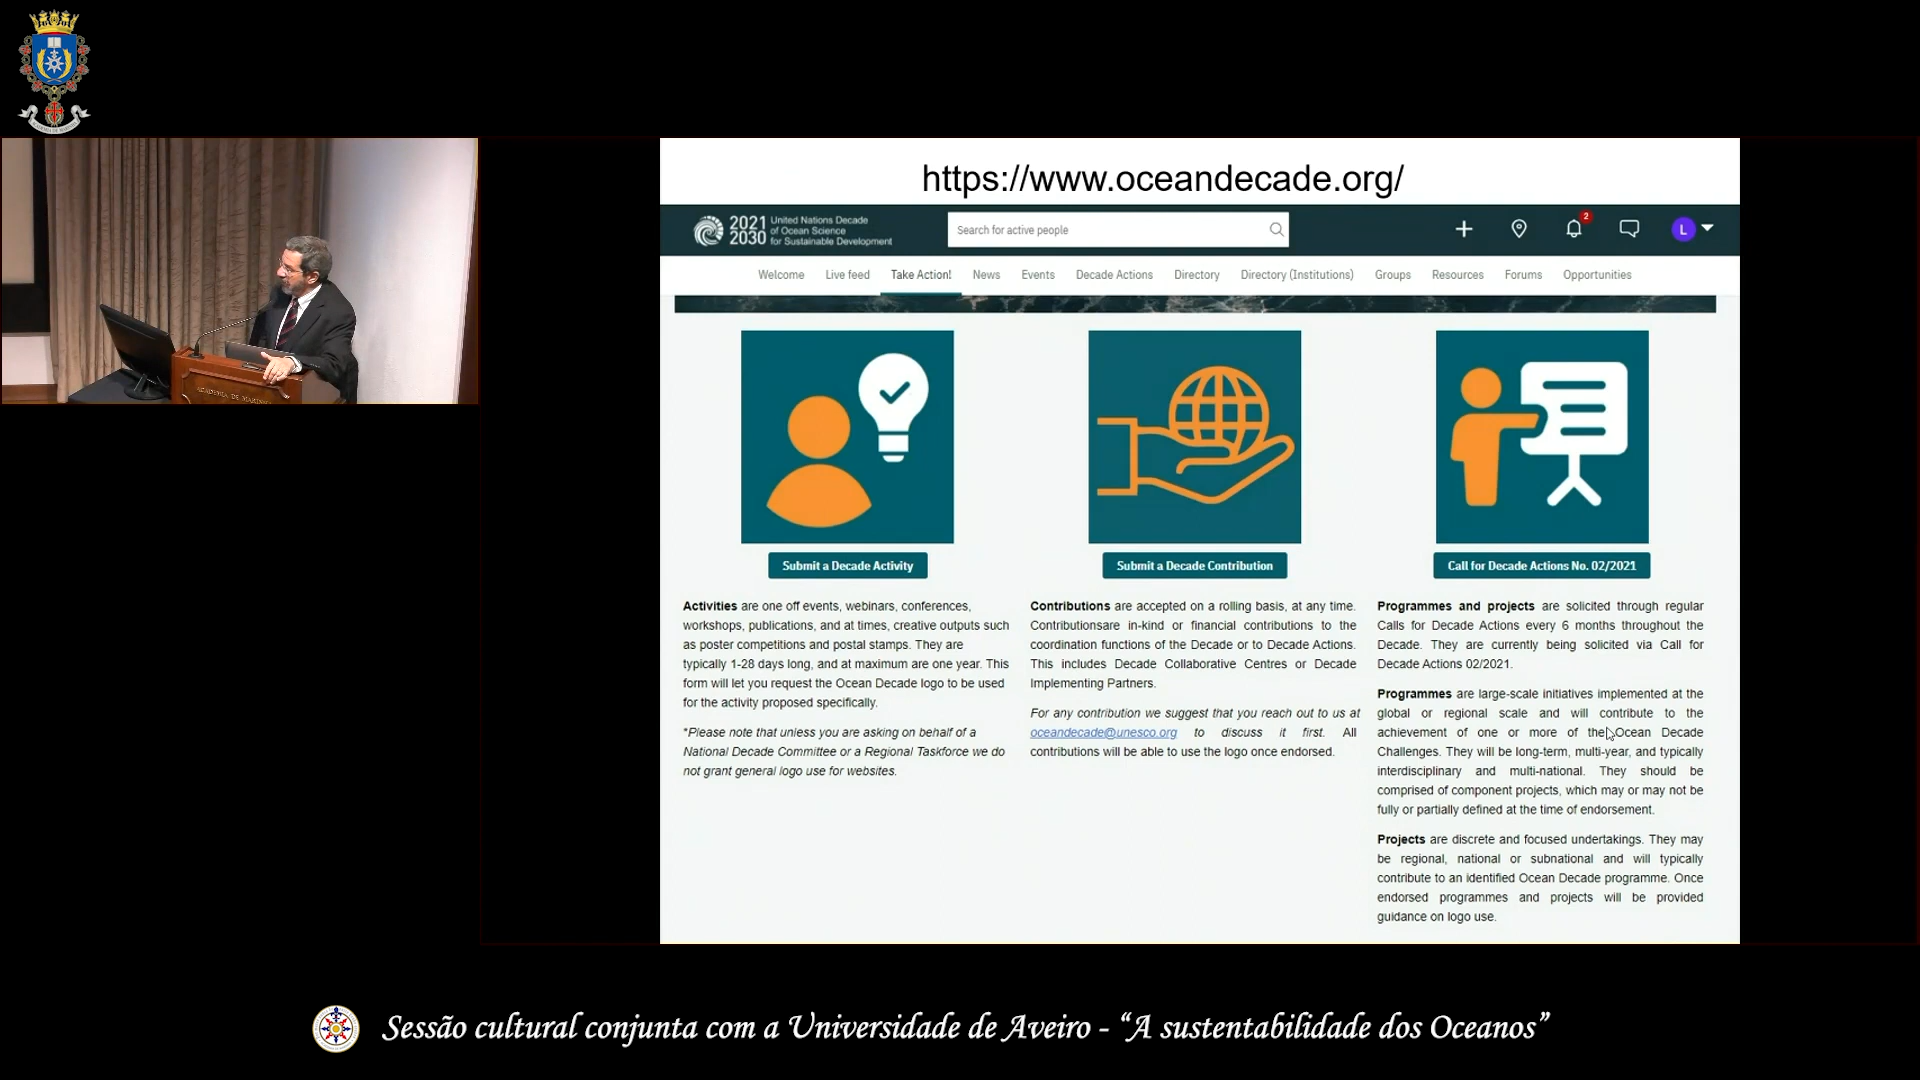 https://www.oceandecade.org/
2021
2030
United Nations Decade
of Ocean Science
for Sustainable Development
Search for active people
2
L
Welcome Live feed Take Action! News Events Decade Actions Directory Directory (Institutions) Groups Resources Forums Opportunities
Submit a Decade Activity
Activities are one off events, webinars, conferences,
workshops, publications, and at times, creative outputs such
as poster competitions and postal stamps. They are
typically 1-28 days long, and at maximum are one year. This
form will let you request the Ocean Decade logo to be used
for the activity proposed specifically.
*Please note that unless you are asking on behalf of a
National Decade Committee or a Regional Taskforce we do
not grant general logo use for websites.
Submit a Decade Contribution
Contributions are accepted on a rolling basis, at any time.
Contributionsare in-kind or financial contributions to the
coordination functions of the Decade or to Decade Actions.
This includes Decade Collaborative Centres or Decade
Implementing Partners.
For any contribution we suggest that you reach out to us at
oceandecade@unesco.org to discuss it first. All
contributions will be able to use the logo once endorsed.
Call for Decade Actions No. 02/2021
Programmes and projects are solicited through regular
Calls for Decade Actions every 6 months throughout the
Decade. They are currently being solicited via Call for
Decade Actions 02/2021.
Programmes are large-scale initiatives implemented at the
global or regional scale and will contribute to the
achievement of one or more of the Ocean Decade
Challenges. They will be long-term, multi-year, and typically
interdisciplinary and multi-national. They should be
comprised of component projects, which may or may not be
fully or partially defined at the time of endorsement.
Projects are discrete and focused undertakings. They may
be regional, national or subnational and will typically
contribute to an identified Ocean Decade programme. Once
endorsed programmes and projects will be provided
guidance on logo use.
ACADEMIA DE MARINHA
Sessão cultural conjunta com a Universidade de Aveiro - “A sustentabilidade dos Oceanos”